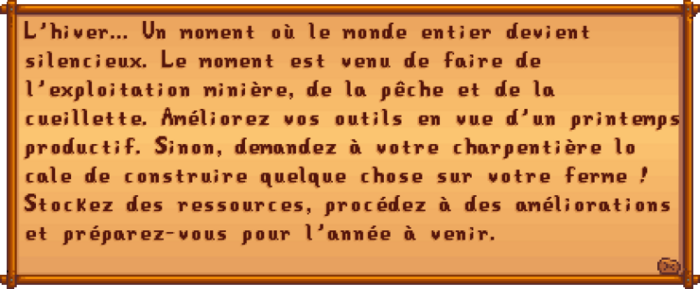 L'hiver... Un moment où le monde entier devient
silencieux. Le moment est venu de faire de
l'exploitation minière, de la pêche et de la
cueillette. Améliorez vos outils en vue d'un printemps
productif. Sinon, demandez à votre charpentière lo
cale de construire quelque chose sur votre ferme !
Stockez des ressources, procédez à des améliorations
et préparez-vous pour l'année à venir.